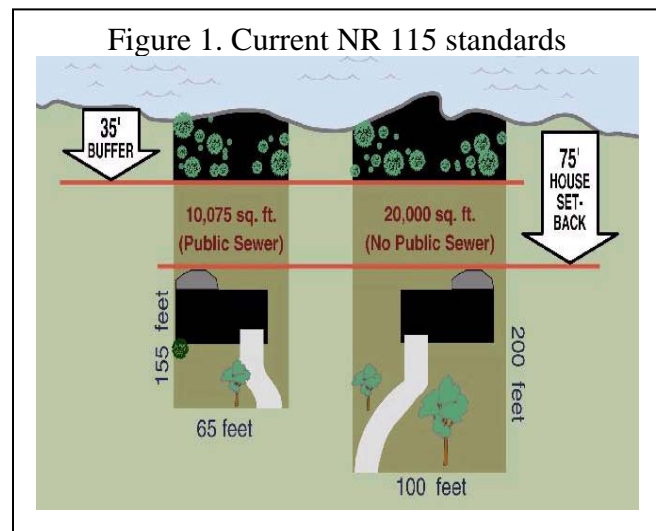 Figure 1. Current NR 115 standards
35'
BUFFER
75'
HOUSE
SET-
BACK
10,075 sq. ft.
(Public Sewer)
20,000 sq. ft.
(No Public Sewer)
155 feet
65 feet
200 feet
100 feet